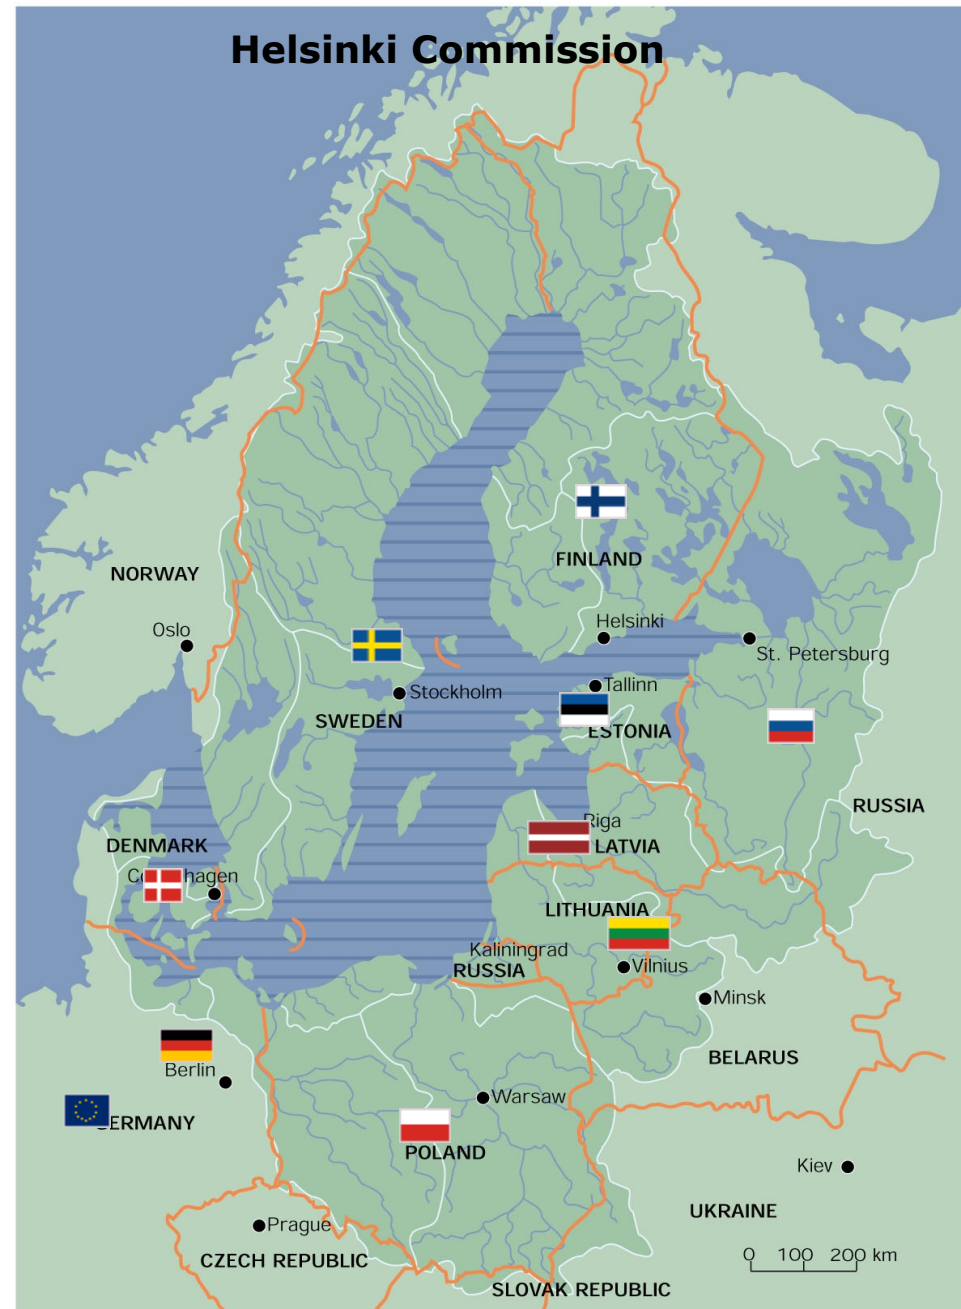 Helsinki Commission
FINLAND
NORWAY
Helsinki
Oslo
St. Petersburg
Tallinn
Stockholm
SWEDEN
ESTONIA
RUSSIA
Riga
DENMARK
LATVIA
hagen
LITHUANIA
Kaliningrad
Vilnius
RUSSIA
Minsk
BELARUS
Berlin
Warsaw
ERMANY
POLAND
Kiev
UKRAINE
Prague
CZECH REPUBLIC
0 100 200 km
SLOVAK REPUBLIC